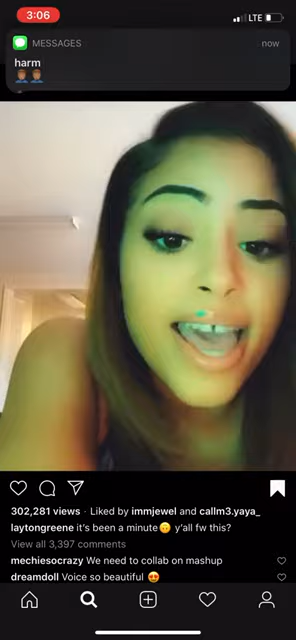 3:06
LTE
MESSAGES
now
harm
👨🏾‍🦱👨🏾‍🦱
302,281 views · Liked by immjewel and callm3.yaya_
laytongreene it's been a minute🙃 y'all fw this?
View all 3,397 comments
mechiesocrazy We need to collab on mashup
dreamdoll Voice so beautiful 😍